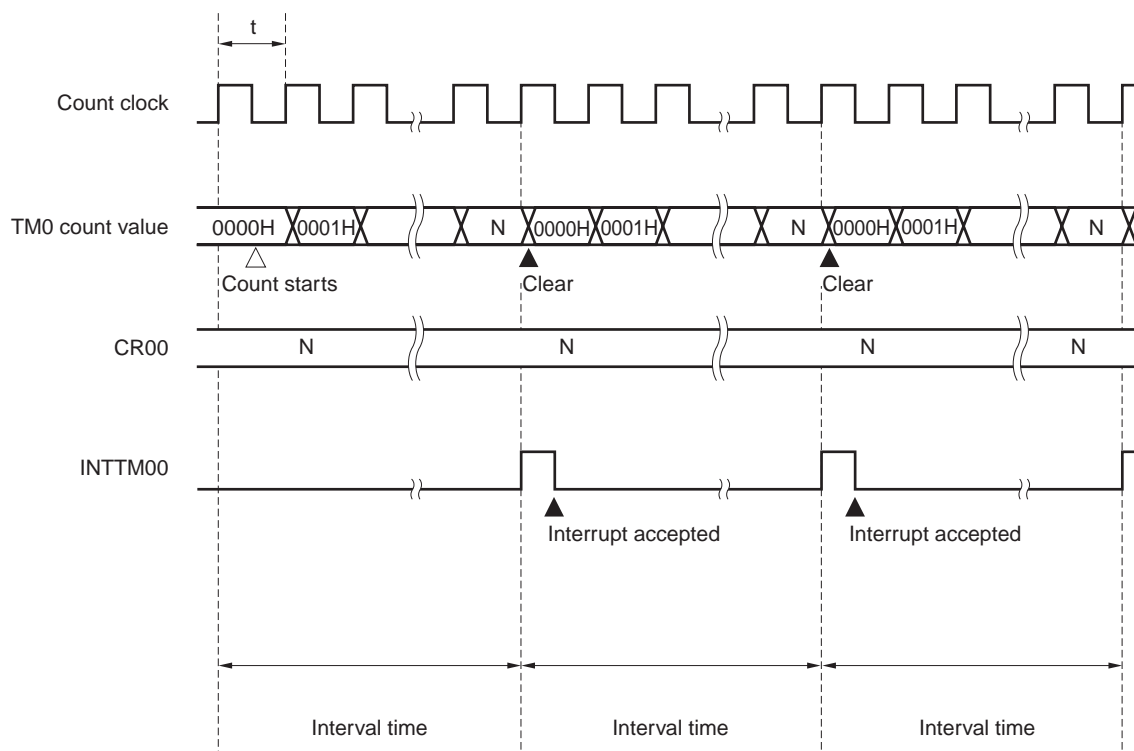 t
Count clock
TM0 count value 0000H 0001H N 0000H 0001H N 0000H 0001H N
Count starts Clear Clear
CR00 N N N N
INTTM00
Interrupt accepted Interrupt accepted
Interval time Interval time Interval time